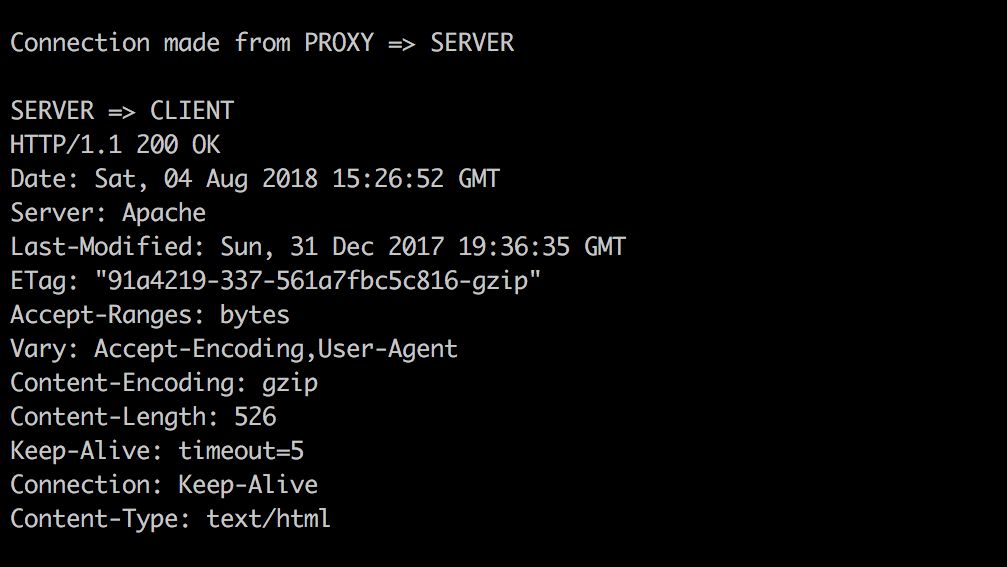 Connection made from PROXY => SERVER
SERVER => CLIENT
HTTP/1.1 200 OK
Date: Sat, 04 Aug 2018 15:26:52 GMT
Server: Apache
Last-Modified: Sun, 31 Dec 2017 19:36:35 GMT
ETag: "91a4219-337-561a7fbc5c816-gzip"
Accept-Ranges: bytes
Vary: Accept-Encoding,User-Agent
Content-Encoding: gzip
Content-Length: 526
Keep-Alive: timeout=5
Connection: Keep-Alive
Content-Type: text/html